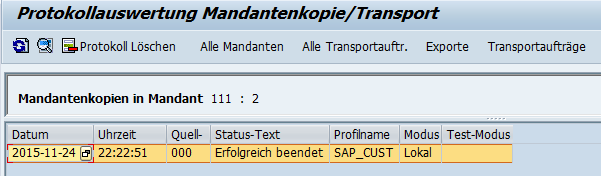 Protokollauswertung Mandantenkopie/Transport
Protokoll Löschen Alle Mandanten Alle Transportauftr. Exporte Transportaufträge
Mandantenkopien in Mandant 111 : 2
Datum Uhrzeit Quell- Status-Text Profilname Modus Test-Modus
2015-11-24 22:22:51 000 Erfolgreich beendet SAP_CUST Lokal